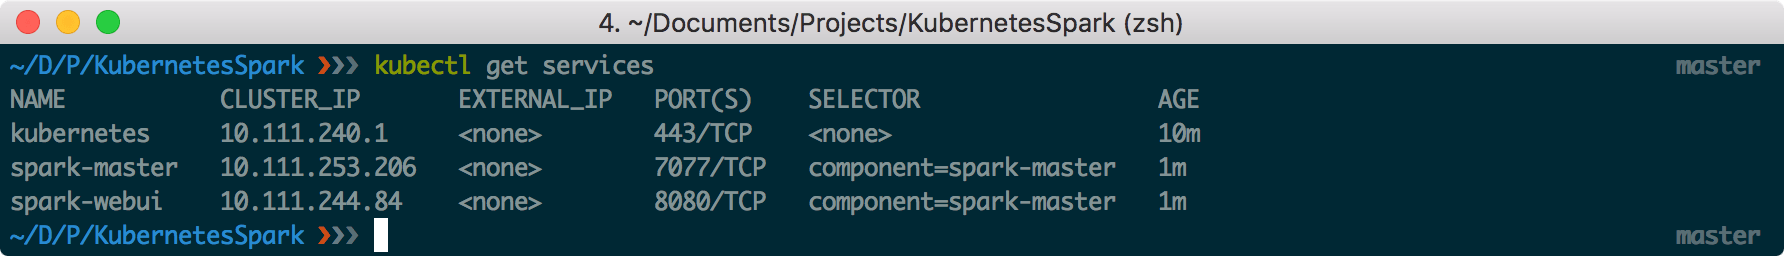 4. ~/Documents/Projects/KubernetesSpark (zsh)
~/D/P/KubernetesSpark ❯❯❯ kubectl get services master
NAME CLUSTER_IP EXTERNAL_IP PORT(S) SELECTOR AGE
kubernetes 10.111.240.1 <none> 443/TCP <none> 10m
spark-master 10.111.253.206 <none> 7077/TCP component=spark-master 1m
spark-webui 10.111.244.84 <none> 8080/TCP component=spark-master 1m
~/D/P/KubernetesSpark ❯❯❯ master